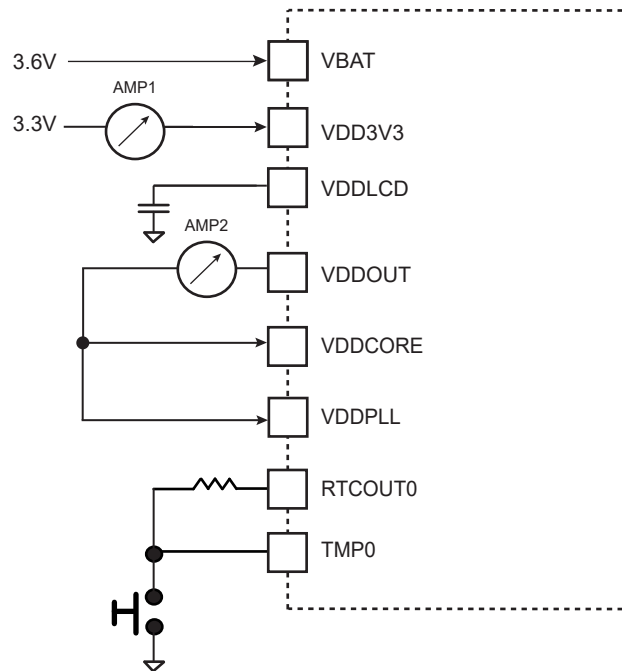 3.6V
VBAT
AMP1
3.3V
VDD3V3
VDDLCD
AMP2
VDDOUT
VDDCORE
VDDPLL
RTCOUT0
TMP0